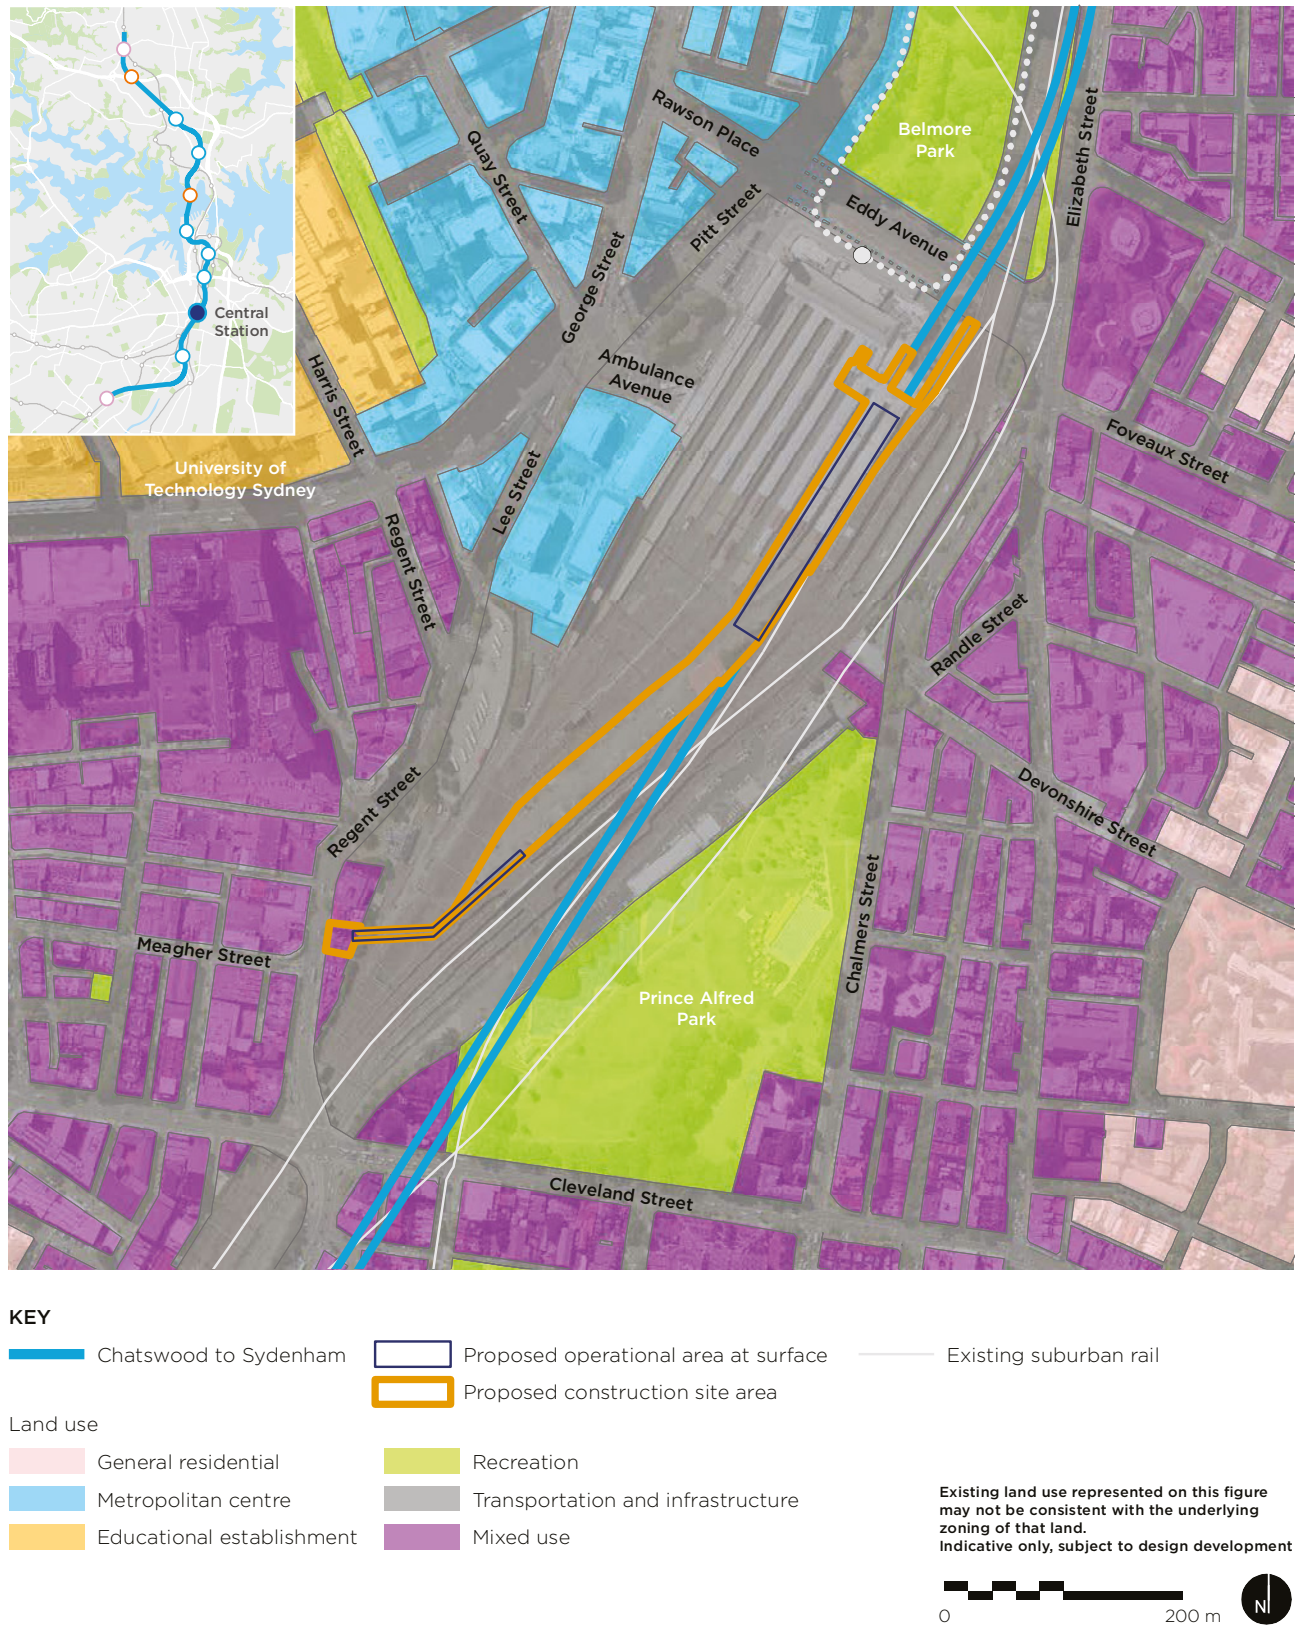 Central
Station
Rawson Place
Belmore
Park
Elizabeth Street
Quay Street
Eddy Avenue
Pitt Street
George Street
Ambulance
Avenue
Harris Street
Foveaux Street
University of
Technology Sydney
Lee Street
Regent Street
Randle Street
Regent Street
Devonshire Street
Chalmers Street
Meagher Street
Prince Alfred
Park
Cleveland Street
KEY
Chatswood to Sydenham
Proposed operational area at surface
Existing suburban rail
Proposed construction site area
Land use
General residential
Recreation
Metropolitan centre
Transportation and infrastructure
Educational establishment
Mixed use
Existing land use represented on this figure
may not be consistent with the underlying
zoning of that land.
Indicative only, subject to design development
0
200 m
N